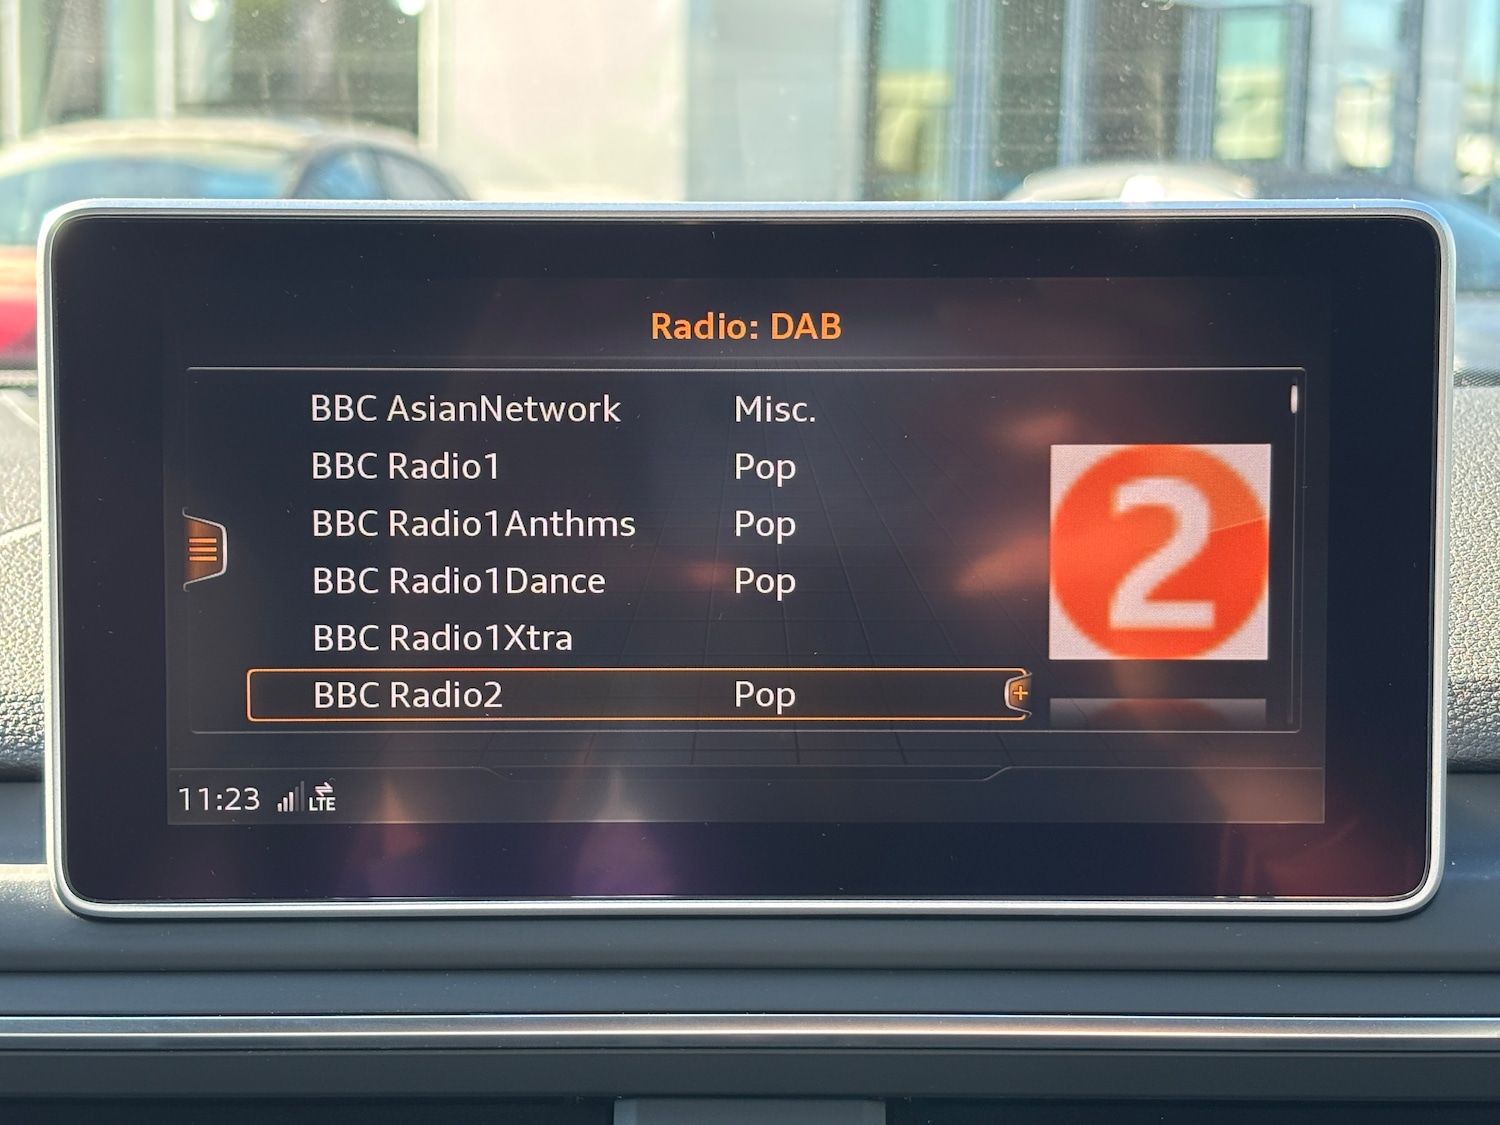 Radio: DAB
BBC AsianNetwork Misc.
BBC Radio1 Pop
BBC Radio1Anthms Pop
BBC Radio1Dance Pop
BBC Radio1Xtra
BBC Radio2 Pop
2
11:23 LTE